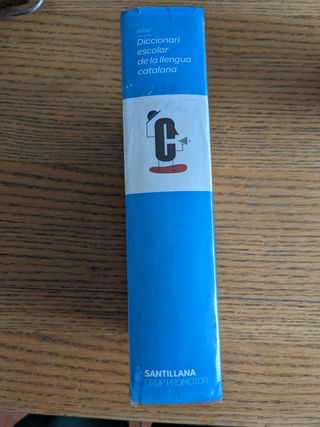 NOU
Diccionari
escolar
de la llengua
catalana
C
SANTILLANA
GRUP PROMOTOR